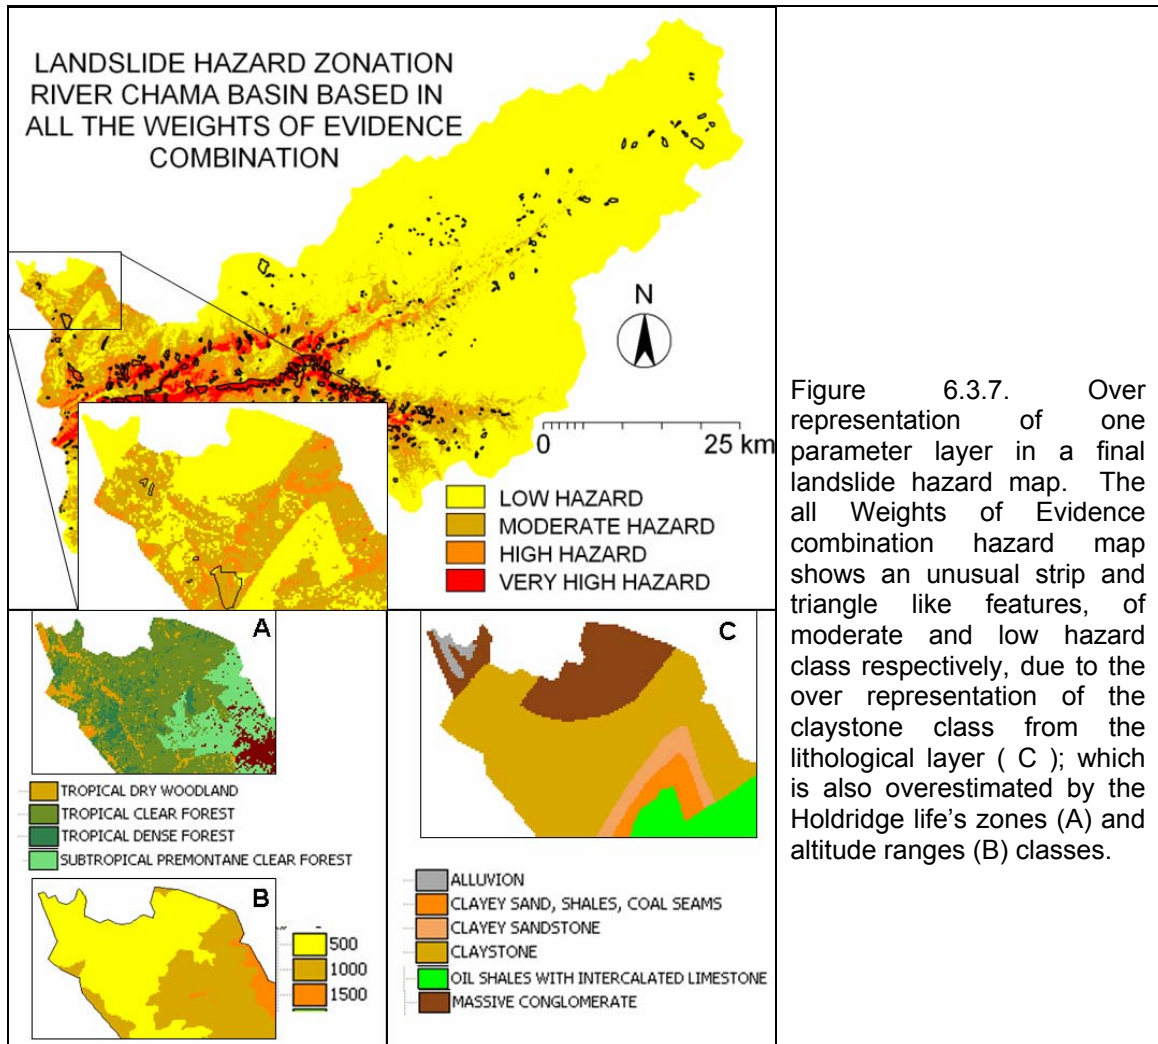 LANDSLIDE HAZARD ZONATION
RIVER CHAMA BASIN BASED IN
ALL THE WEIGHTS OF EVIDENCE
COMBINATION
N
0 25 km
LOW HAZARD
MODERATE HAZARD
HIGH HAZARD
VERY HIGH HAZARD
A
TROPICAL DRY WOODLAND
TROPICAL CLEAR FOREST
TROPICAL DENSE FOREST
SUBTROPICAL PREMONTANE CLEAR FOREST
B
500
1000
1500
C
ALLUVION
CLAYEY SAND, SHALES, COAL SEAMS
CLAYEY SANDSTONE
CLAYSTONE
OIL SHALES WITH INTERCALATED LIMESTONE
MASSIVE CONGLOMERATE
Figure 6.3.7. Over
representation of one
parameter layer in a final
landslide hazard map. The
all Weights of Evidence
combination hazard map
shows an unusual strip and
triangle like features, of
moderate and low hazard
class respectively, due to the
over representation of the
claystone class from the
lithological layer ( C ); which
is also overestimated by the
Holdridge life's zones (A) and
altitude ranges (B) classes.